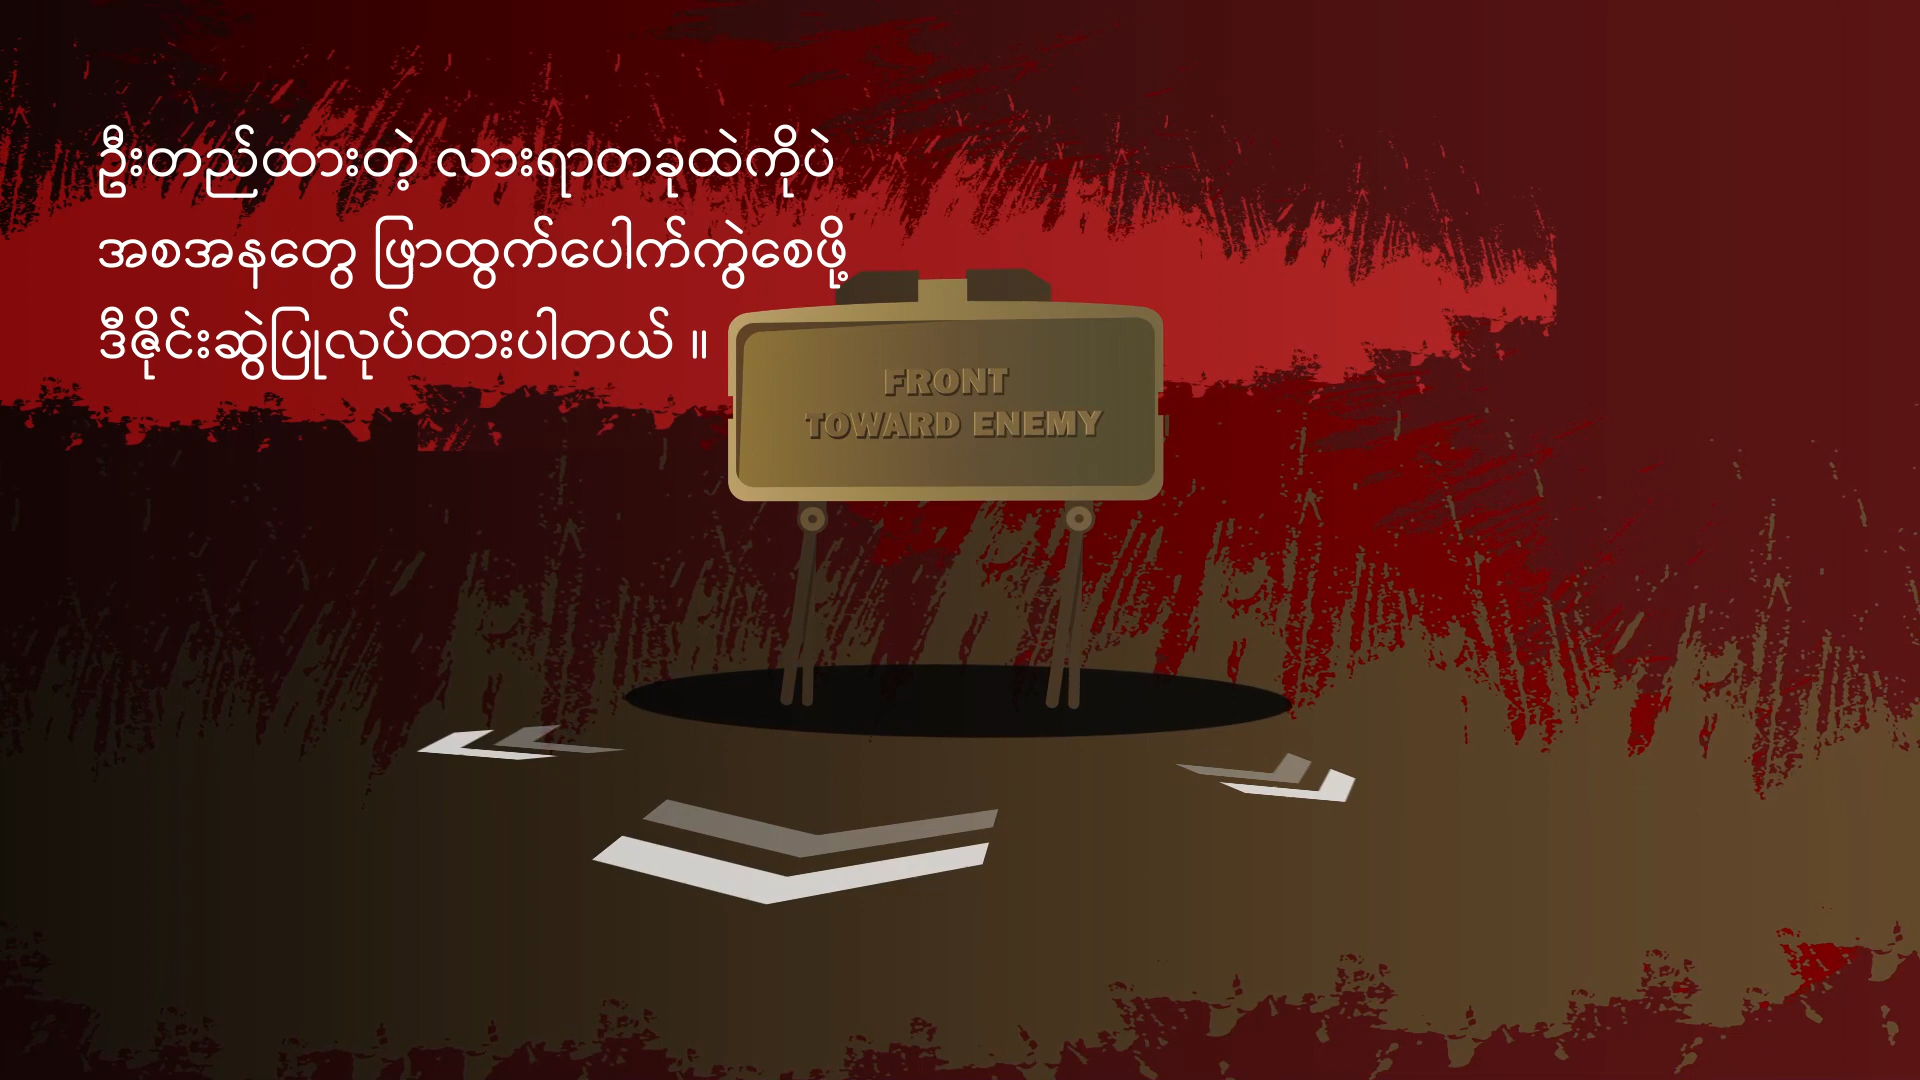 ဦးတည်ထားတဲ့ လားရာတခုထဲကိုပဲ
အစအနတွေ ဖြာထွက်ပေါက်ကွဲစေဖို့
ဒီဇိုင်းဆွဲပြုလုပ်ထားပါတယ် ။
FRONT
TOWARD ENEMY